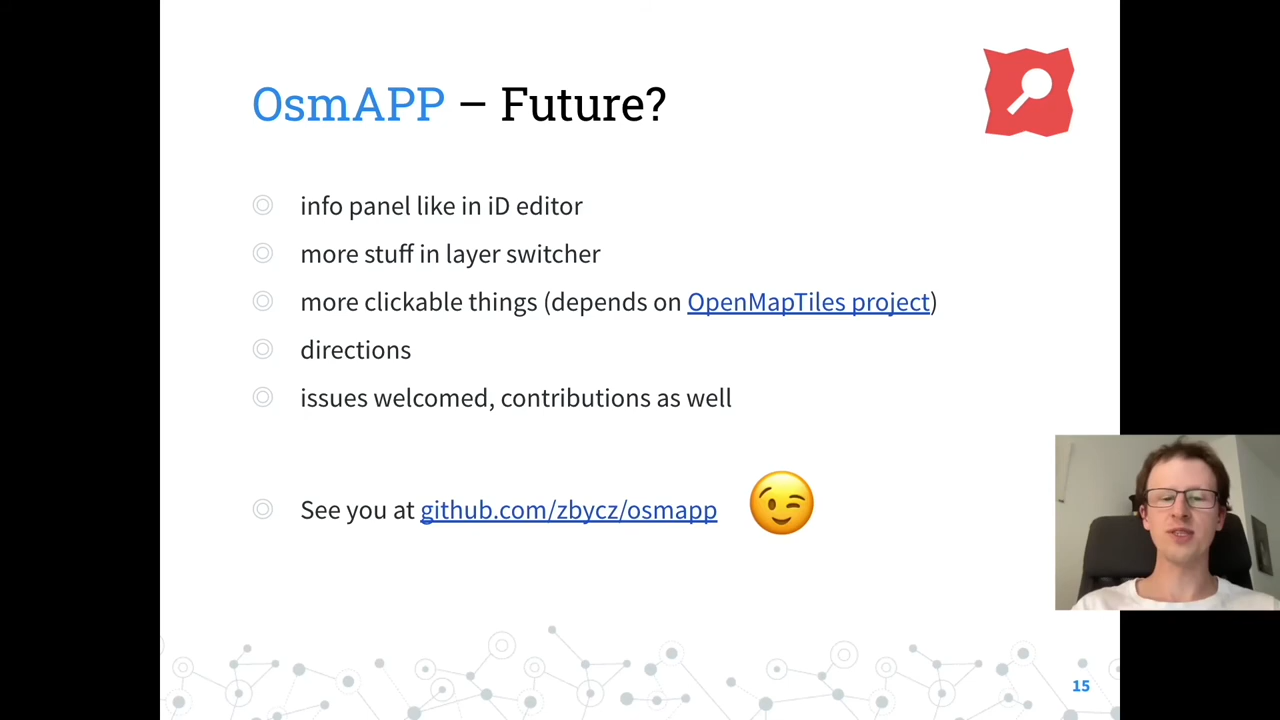 OsmAPP – Future?
info panel like in iD editor
more stuff in layer switcher
more clickable things (depends on OpenMapTiles project)
directions
issues welcomed, contributions as well
See you at github.com/zbycz/osmapp
15